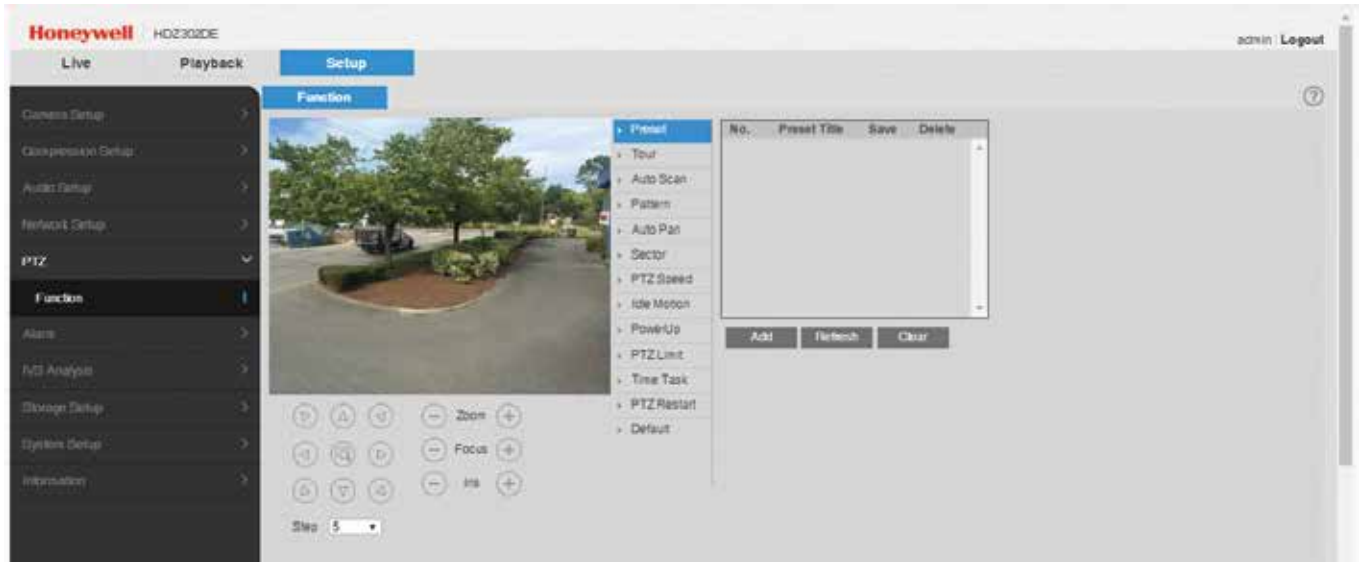 Honeywell HDZ302DE
admin Logout
Live Playback Setup
Function
Camera Setup
Compression Setup
Audio Setup
Network Setup
PTZ
Function
Alarm
IVS Analysis
Storage Setup
System Setup
Information
Preset
Tour
Auto Scan
Pattern
Auto Pan
Sector
PTZ Speed
Idle Motion
PowerUp
PTZ Limit
Time Task
PTZ Restart
Default
No. Preset Title Save Delete
Add Refresh Clear
Zoom
Focus
Iris
Step 5